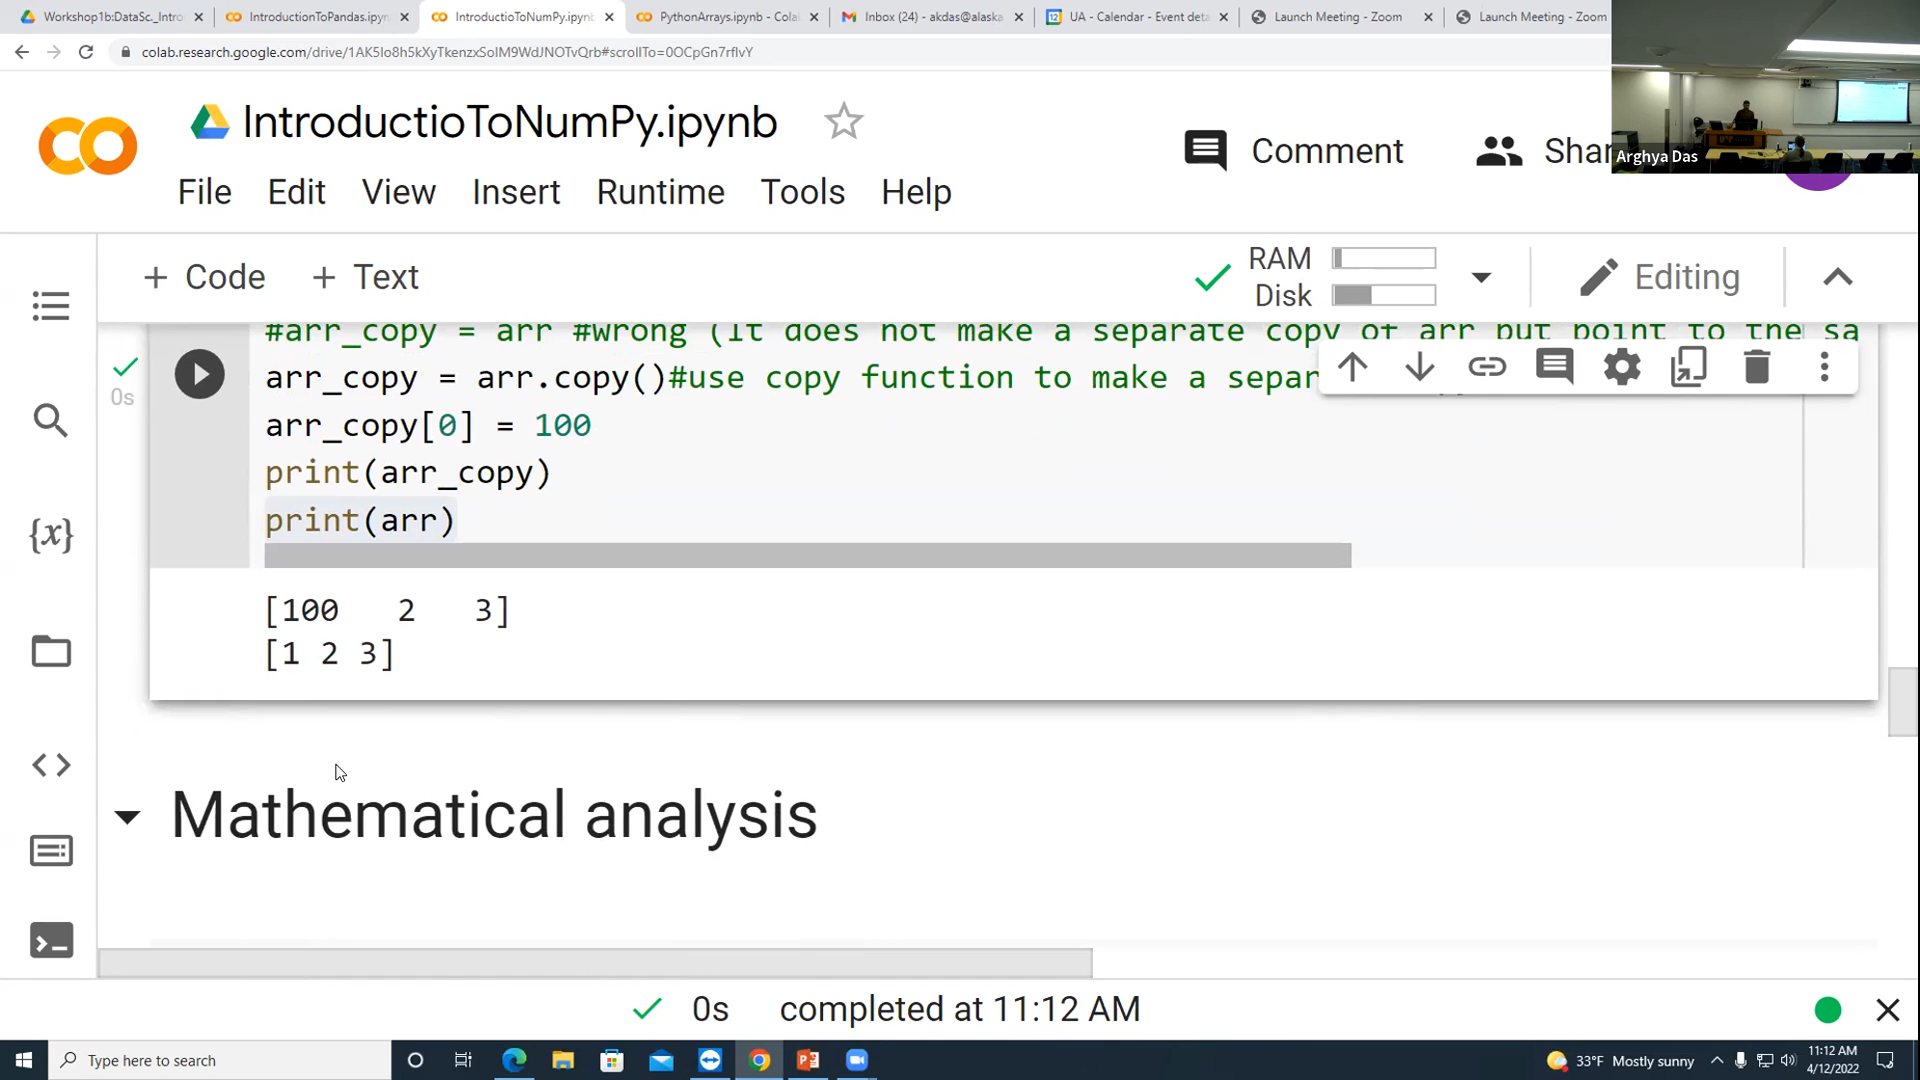 Workshop1b:DataSc._Intro
IntroductionToPandas.ipyn
IntroductioToNumPy.ipynb
PythonArrays.ipynb - Cola
Inbox (24) - akdas@alaska
UA - Calendar - Event deta
Launch Meeting - Zoom
Launch Meeting - Zoom
colab.research.google.com/drive/1AK5Io8h5kXyTkenzxSoIM9WdJNOTvQrb#scrollTo=0OCpGn7rfIvY
IntroductioToNumPy.ipynb
Comment
Shar
Arghya Das
File Edit View Insert Runtime Tools Help
+ Code + Text
RAM
Disk
Editing
#arr_copy = arr #wrong (It does not make a separate copy of arr but point to the sa
0s
arr_copy = arr.copy()#use copy function to make a separ
arr_copy[0] = 100
print(arr_copy)
print(arr)
[100   2   3]
[1 2 3]
{x}
Mathematical analysis
0s completed at 11:12 AM
Type here to search
33°F Mostly sunny
11:12 AM
4/12/2022